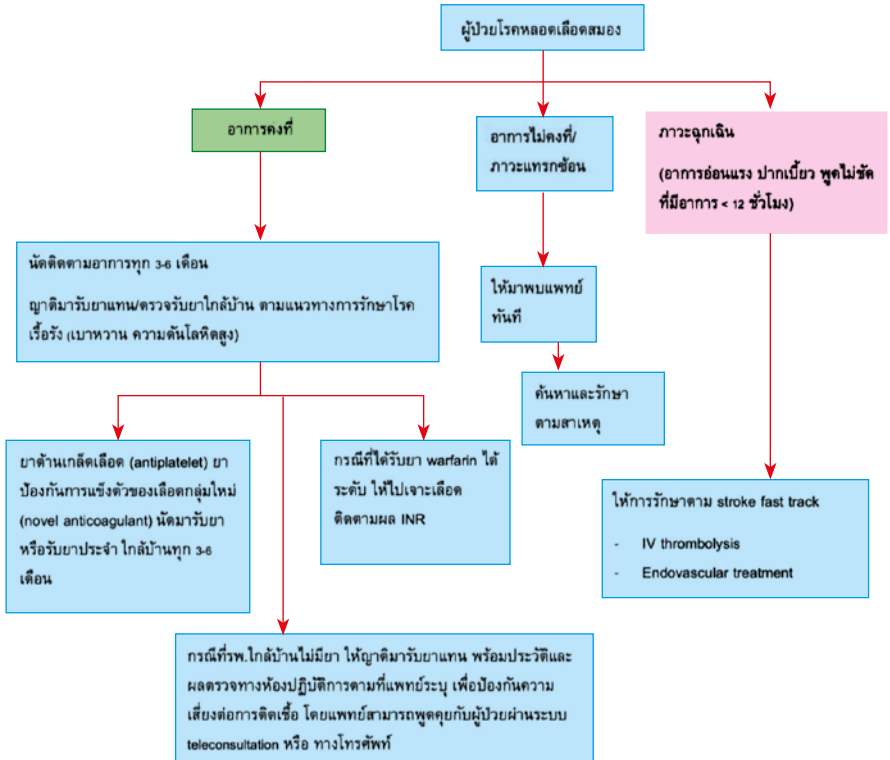 ผู้ป่วยโรคหลอดเลือดสมอง
อาการคงที่
อาการไม่คงที่/
ภาวะแทรกซ้อน
ภาวะฉุกเฉิน
(อาการอ่อนแรง ปากเบี้ยว พูดไม่ชัด
ที่มีอาการ < 12 ชั่วโมง)
นัดติดตามอาการทุก 3-6 เดือน
ญาติมารับยาแทน/ตรวจรับยาใกล้บ้าน ตามแนวทางการรักษาโรค
เรื้อรัง (เบาหวาน ความดันโลหิตสูง)
ให้มาพบแพทย์
ทันที
ค้นหาและรักษา
ตามสาเหตุ
ยาต้านเกล็ดเลือด (antiplatelet) ยา
ป้องกันการแข็งตัวของเลือดกลุ่มใหม่
(novel anticoagulant) นัดมารับยา
หรือรับยาประจำ ใกล้บ้านทุก 3-6
เดือน
กรณีที่ได้รับยา warfarin ได้
ระดับ ให้ไปเจาะเลือด
ติดตามผล INR
ให้การรักษาตาม stroke fast track
- IV thrombolysis
- Endovascular treatment
กรณีที่รพ.ใกล้บ้านไม่มียา ให้ญาติมารับยาแทน พร้อมประวัติและ
ผลตรวจทางห้องปฏิบัติการตามที่แพทย์ระบุ เพื่อป้องกันความ
เสี่ยงต่อการติดเชื้อ โดยแพทย์สามารถพูดคุยกับผู้ป่วยผ่านระบบ
teleconsultation หรือ ทางโทรศัพท์